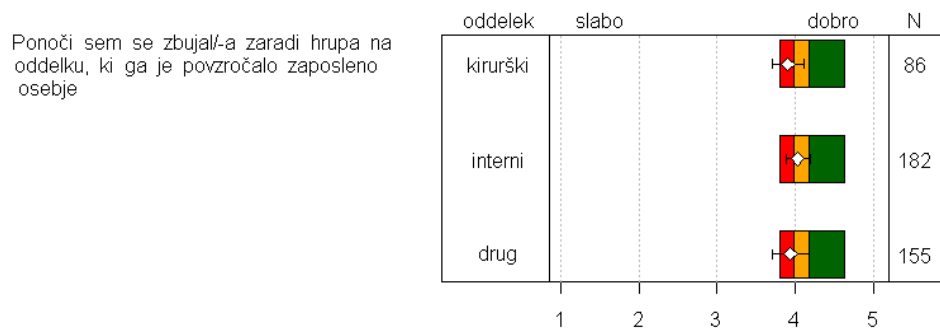 Ponoči sem se zbujal/-a zaradi hrupa na
oddelku, ki ga je povzročalo zaposleno
osebje
oddelek slabo dobro N
kirurški 86
interni 182
drug 155
1 2 3 4 5